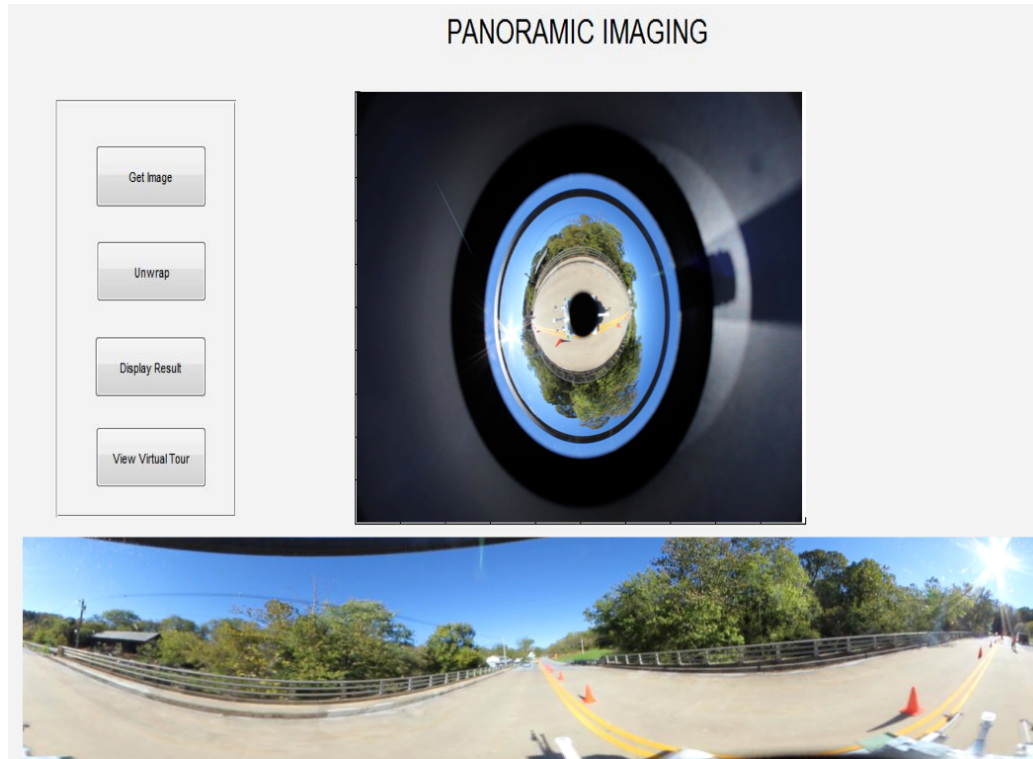 PANORAMIC IMAGING
Get Image
Unwrap
Display Result
View Virtual Tour